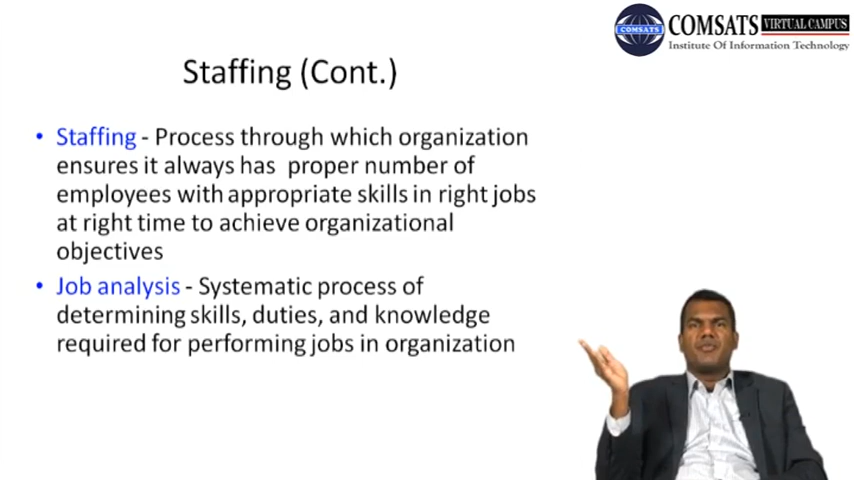 COMSATS VIRTUAL CAMPUS
COMSATS
Institute Of Information Technology
Staffing (Cont.)
• Staffing - Process through which organization
ensures it always has proper number of
employees with appropriate skills in right jobs
at right time to achieve organizational
objectives
• Job analysis - Systematic process of
determining skills, duties, and knowledge
required for performing jobs in organization